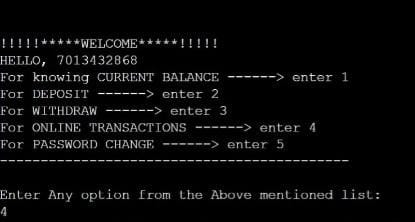 !!!!!*****WELCOME*****!!!!!
HELLO, 7013432868
For knowing CURRENT BALANCE ------> enter 1
For DEPOSIT ------> enter 2
For WITHDRAW ------> enter 3
For ONLINE TRANSACTIONS ------> enter 4
For PASSWORD CHANGE ------> enter 5
----------------------------------------------
Enter Any option from the Above mentioned list:
4